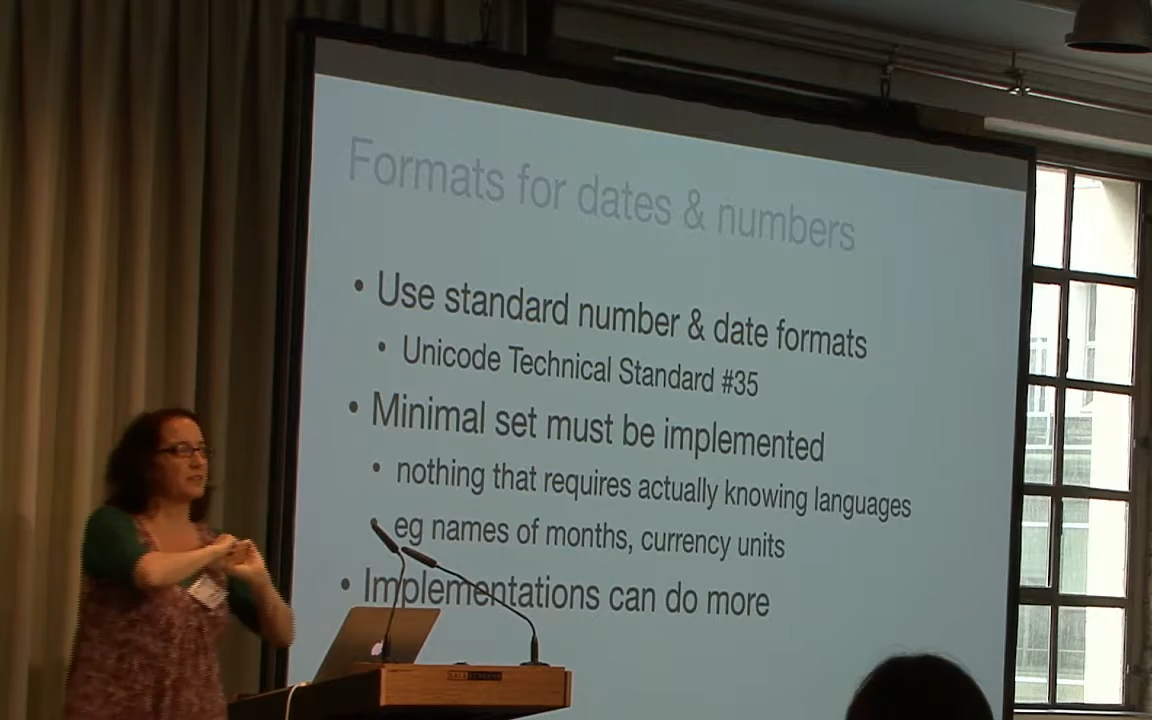 Formats for dates & numbers
• Use standard number & date formats
• Unicode Technical Standard #35
• Minimal set must be implemented
• nothing that requires actually knowing languages
eg names of months, currency units
• Implementations can do more